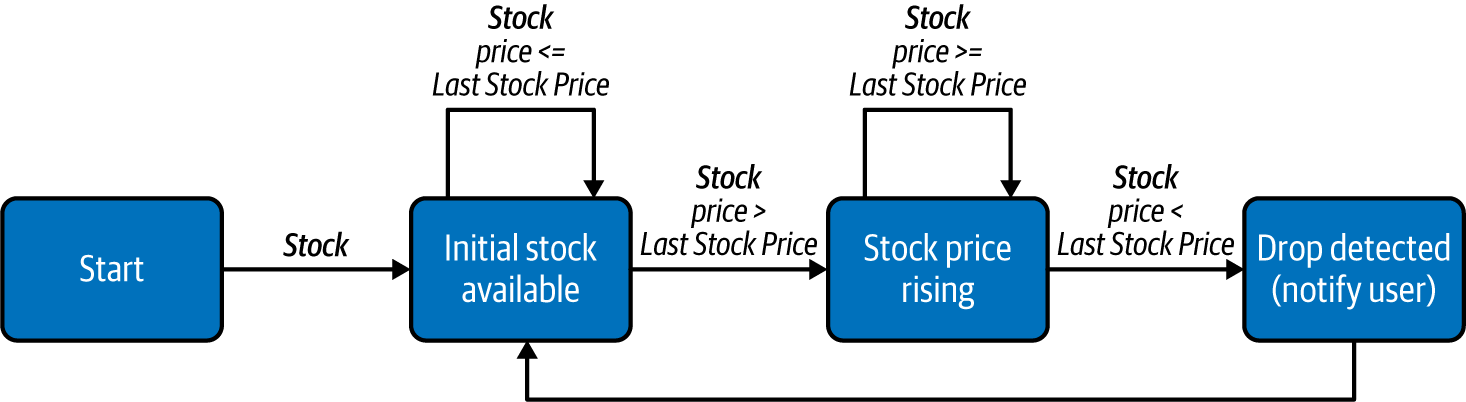 Stock
price <=
Last Stock Price
Stock
price >=
Last Stock Price
Start
Stock
Initial stock
available
Stock
price >
Last Stock Price
Stock price
rising
Stock
price <
Last Stock Price
Drop detected
(notify user)